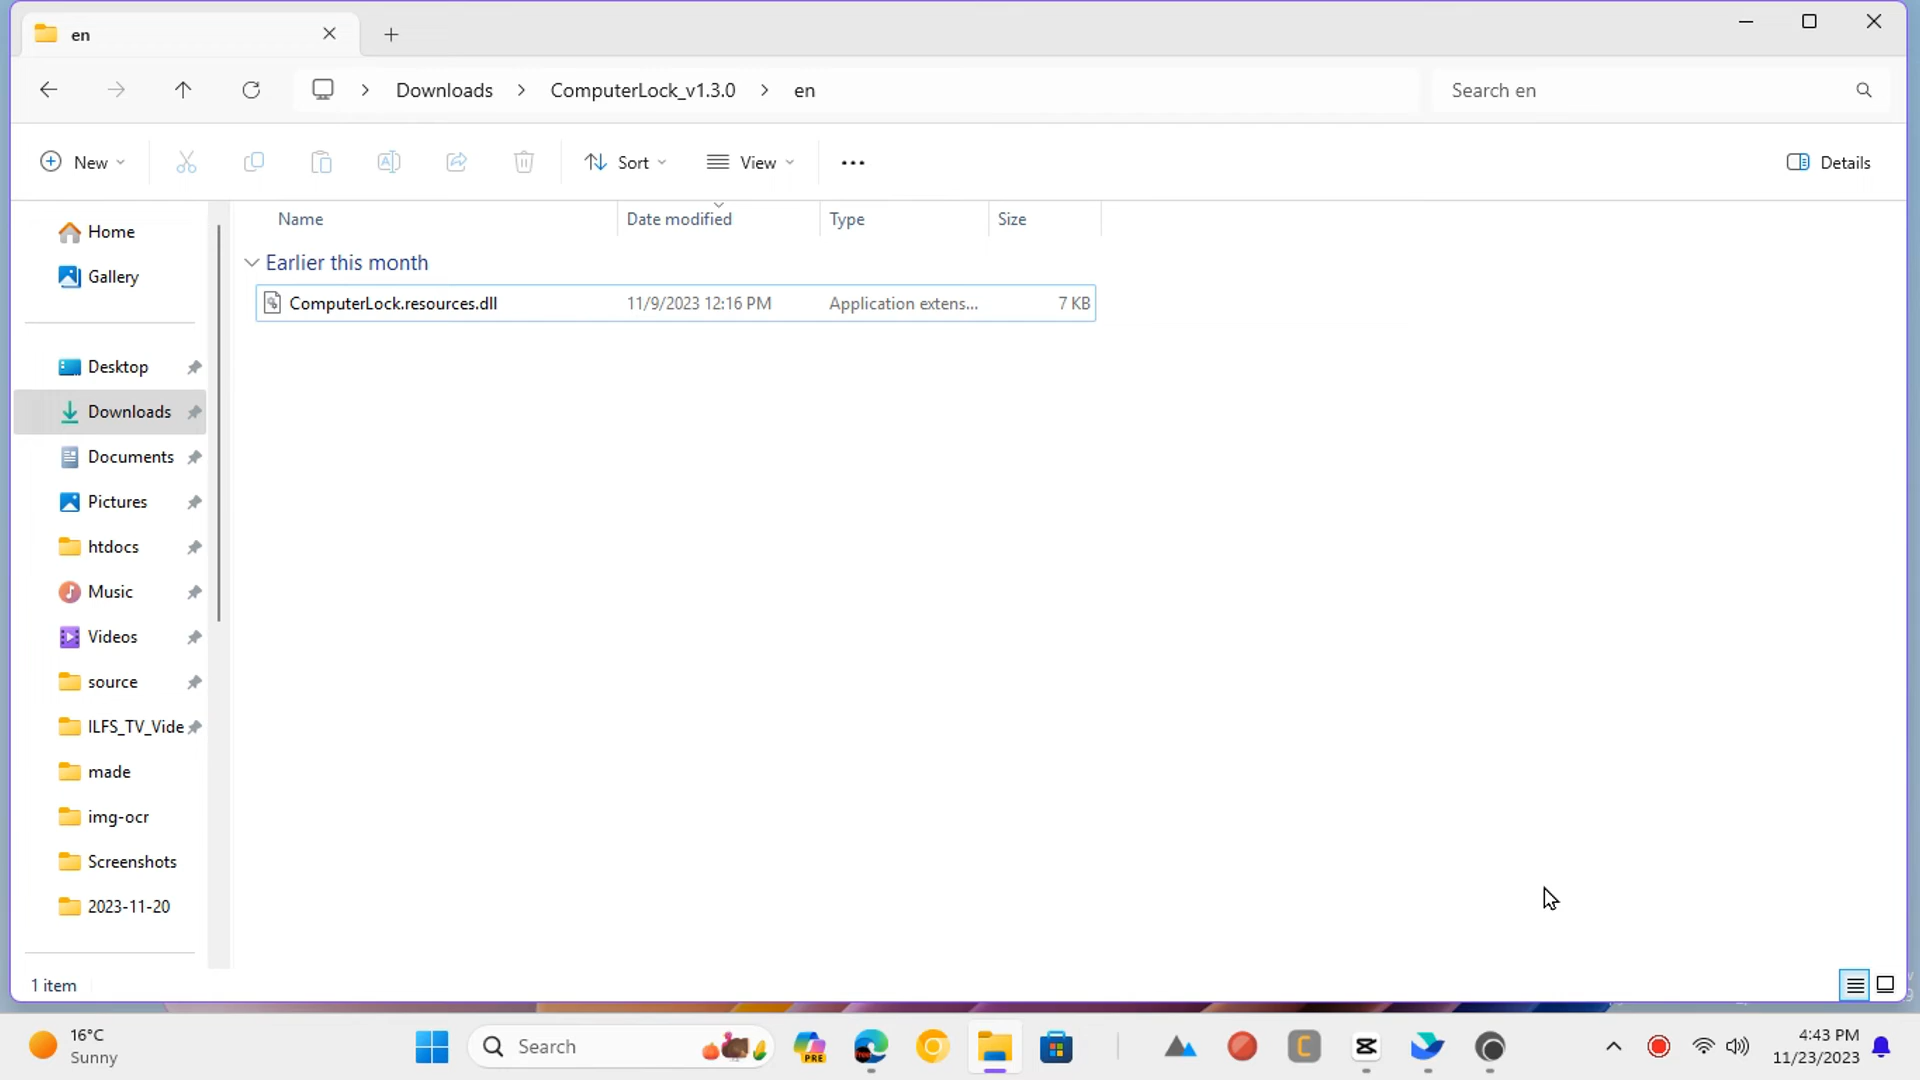 en
Downloads > ComputerLock_v1.3.0 > en
Search en
New
Sort
View
Details
Name Date modified Type Size
Earlier this month
ComputerLock.resources.dll 11/9/2023 12:16 PM Application extens... 7 KB
Home
Gallery
Desktop
Downloads
Documents
Pictures
htdocs
Music
Videos
source
ILFS_TV_Vide
made
img-ocr
Screenshots
2023-11-20
1 item
16°C
Sunny
Search
PRE
C
4:43 PM
11/23/2023